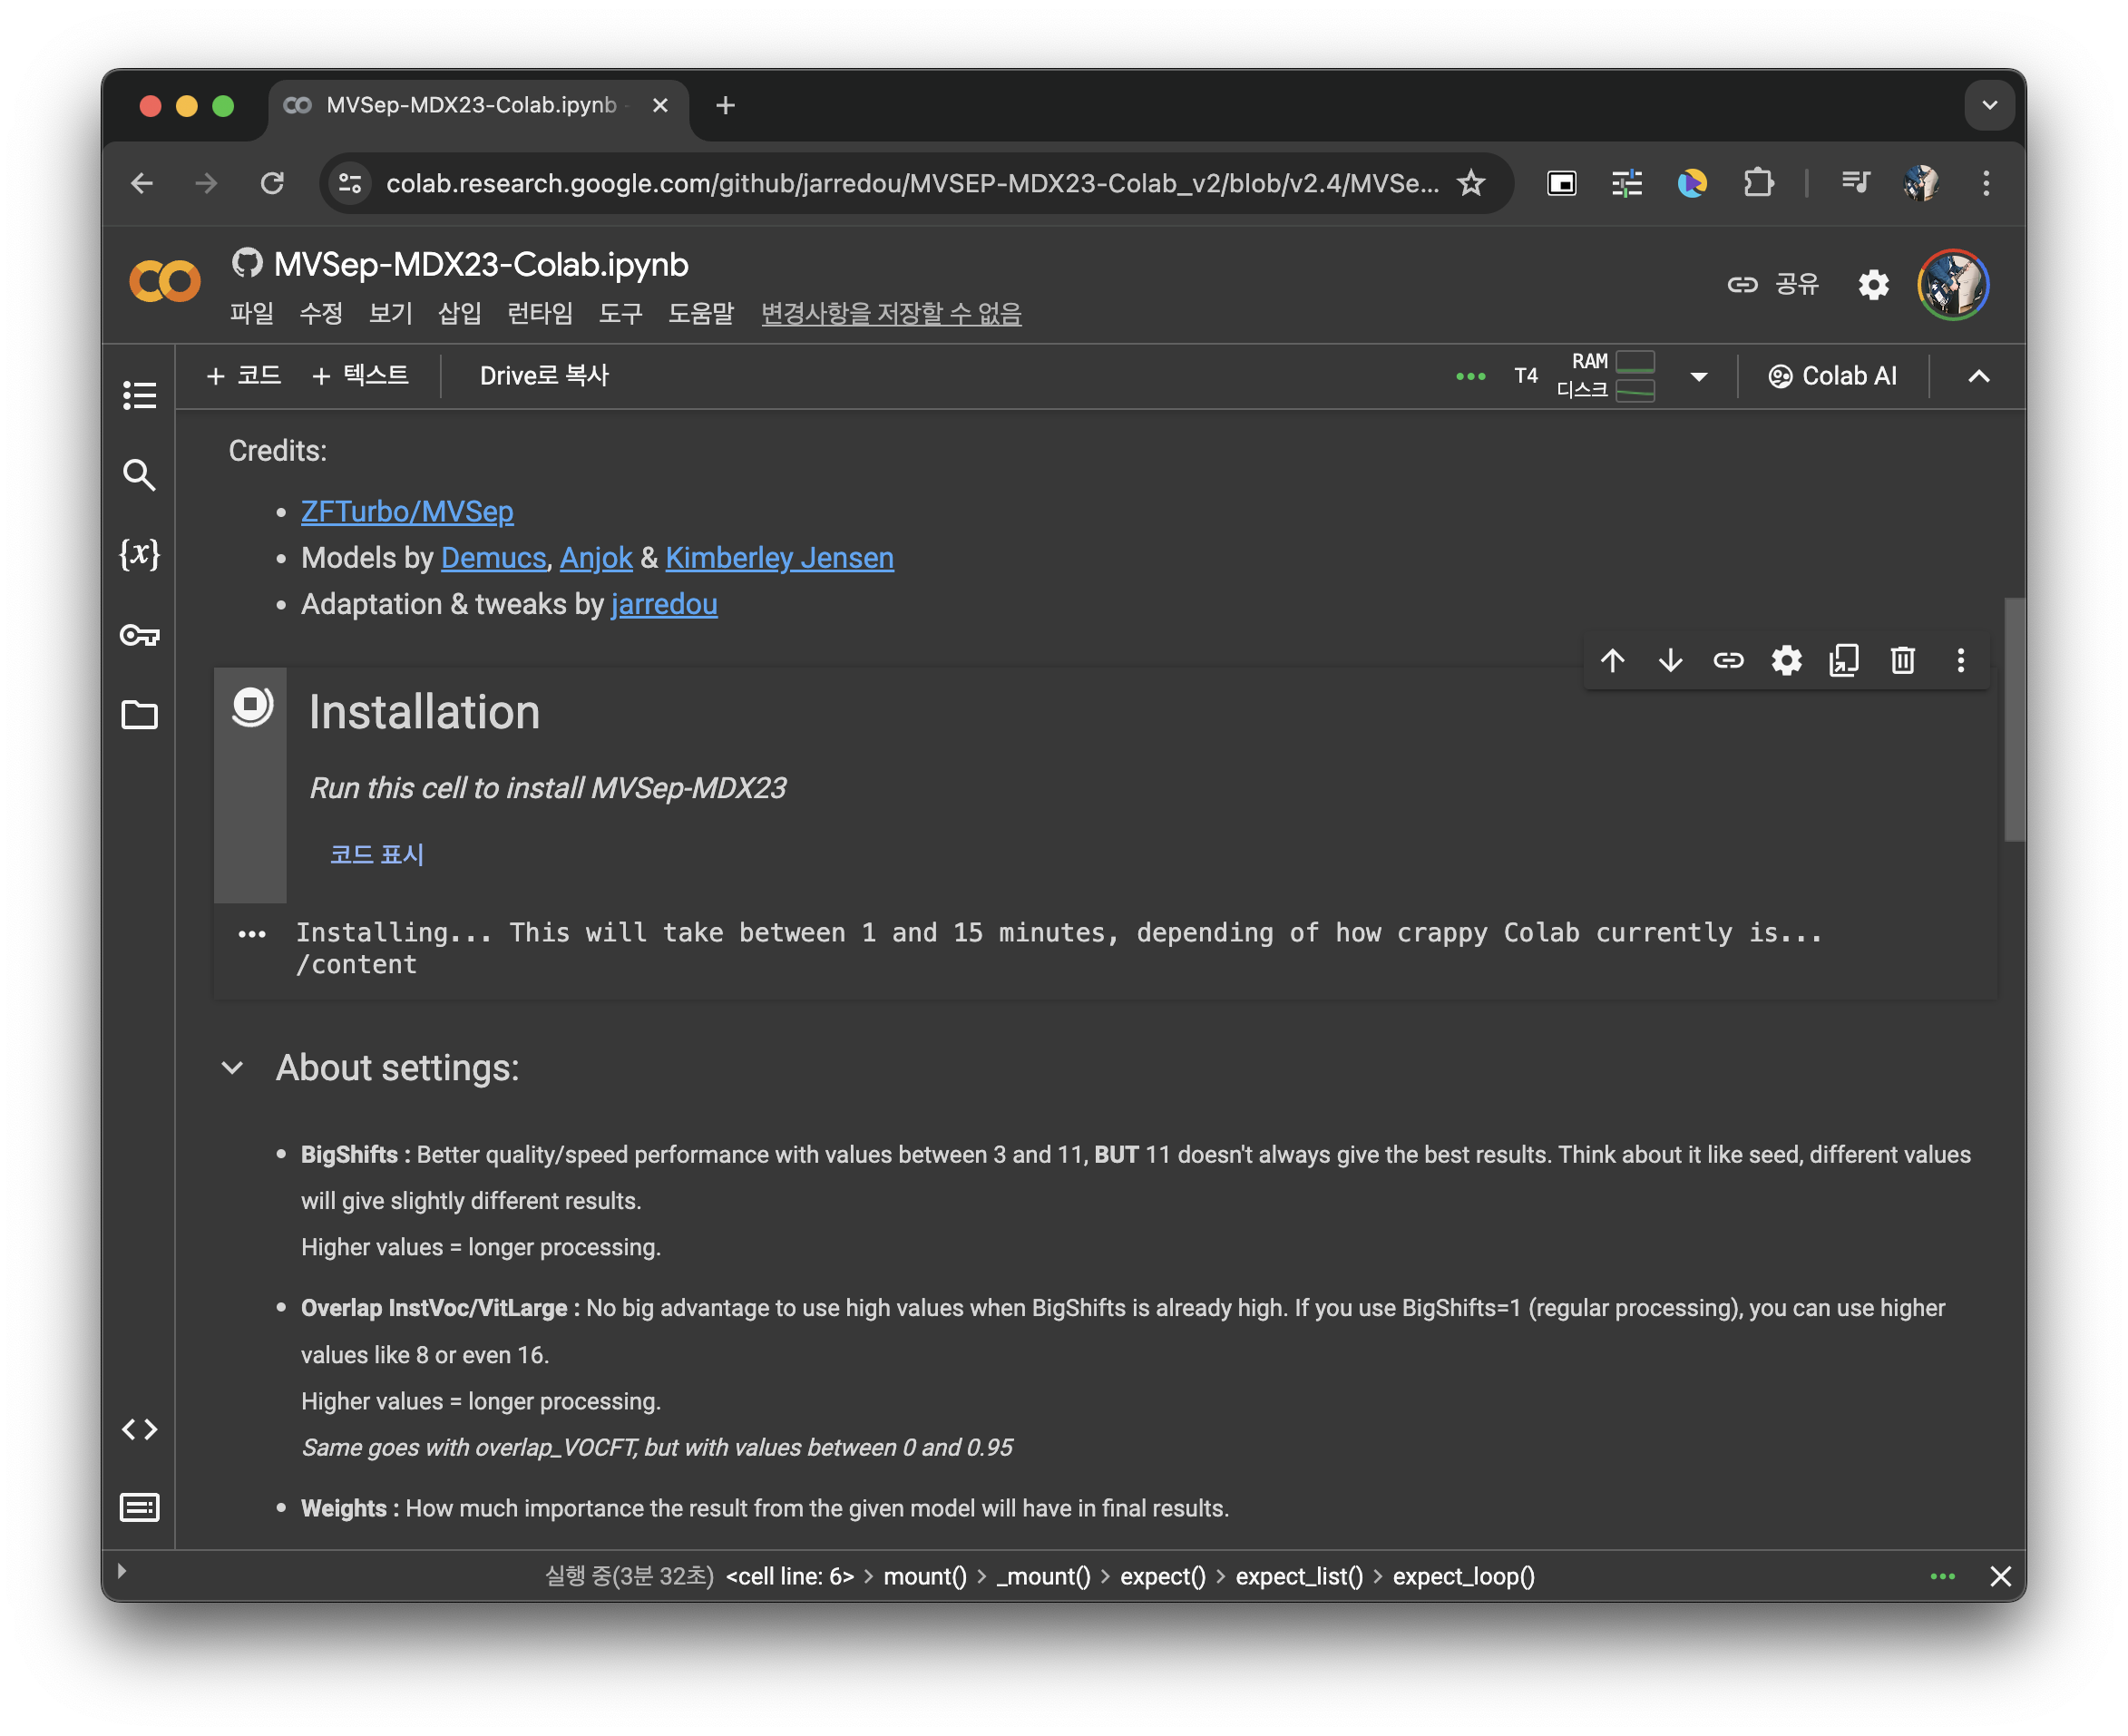 MVSep-MDX23-Colab.ipynb
colab.research.google.com/github/jarredou/MVSEP-MDX23-Colab_v2/blob/v2.4/MVSe...
MVSep-MDX23-Colab.ipynb
파일 수정 보기 삽입 런타임 도구 도움말 변경사항을 저장할 수 없음
공유
+ 코드 + 텍스트 Drive로 복사
T4 RAM
디스크
Colab AI
Credits:
• ZFTurbo/MVSep
• Models by Demucs, Anjok & Kimberley Jensen
• Adaptation & tweaks by jarredou
{x}
Installation
Run this cell to install MVSep-MDX23
코드 표시
Installing... This will take between 1 and 15 minutes, depending of how crappy Colab currently is...
/content
About settings:
• BigShifts : Better quality/speed performance with values between 3 and 11, BUT 11 doesn't always give the best results. Think about it like seed, different values
will give slightly different results.
Higher values = longer processing.
• Overlap InstVoc/VitLarge : No big advantage to use high values when BigShifts is already high. If you use BigShifts=1 (regular processing), you can use higher
values like 8 or even 16.
Higher values = longer processing.
Same goes with overlap_VOCFT, but with values between 0 and 0.95
• Weights : How much importance the result from the given model will have in final results.
실행 중(3분 32초) <cell line: 6> > mount() > _mount() > expect() > expect_list() > expect_loop()